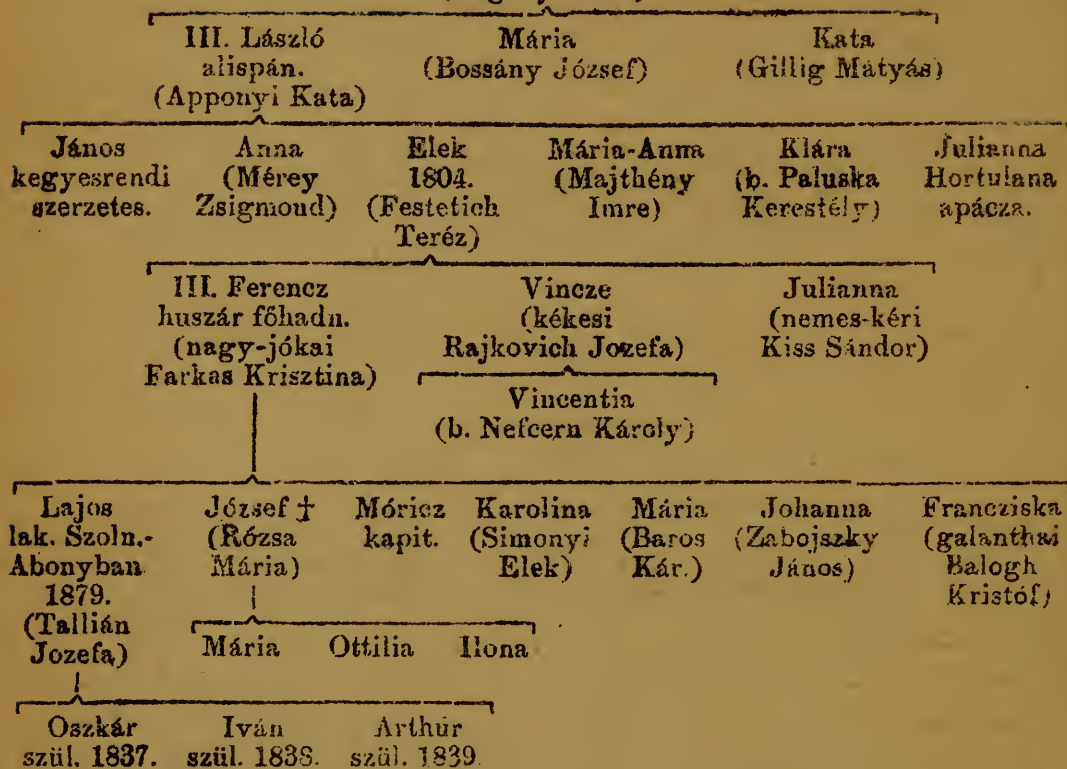 III. László Mária Kata
alispán. (Bossány József) (Gillig Mátyás)
(Apponyi Kata)
János Anna Elek Mária-Anna Klára Julianna
kegyesrendi (Mérey 1804. (Majthény (b. Paluska Hortulana
szerzetes. Zsigmond) (Festetich Imre) Kerestély) apácza.
Teréz)
III. Ferencz Vincze Julianna
huszár főhadn. (kékesi (nemes-kéri
(nagy-jókai Rajkovich Jozefa) Kiss Sándor)
Farkas Krisztina)
Vincentia
(b. Nefcern Károly)
Lajos József † Móricz Karolina Mária Johanna Francziska
lak. Szoln.- (Rózsa kapit. (Simonyi (Baros (Zabojszky (galanthai
Abonyban Mária) Elek) Kár.) János) Balogh
1879. Kristóf)
(Tallián
Jozefa)
Mária Ottilia Ilona
Oszkár Iván Arthúr
szül. 1837. szül. 1838. szül. 1839.